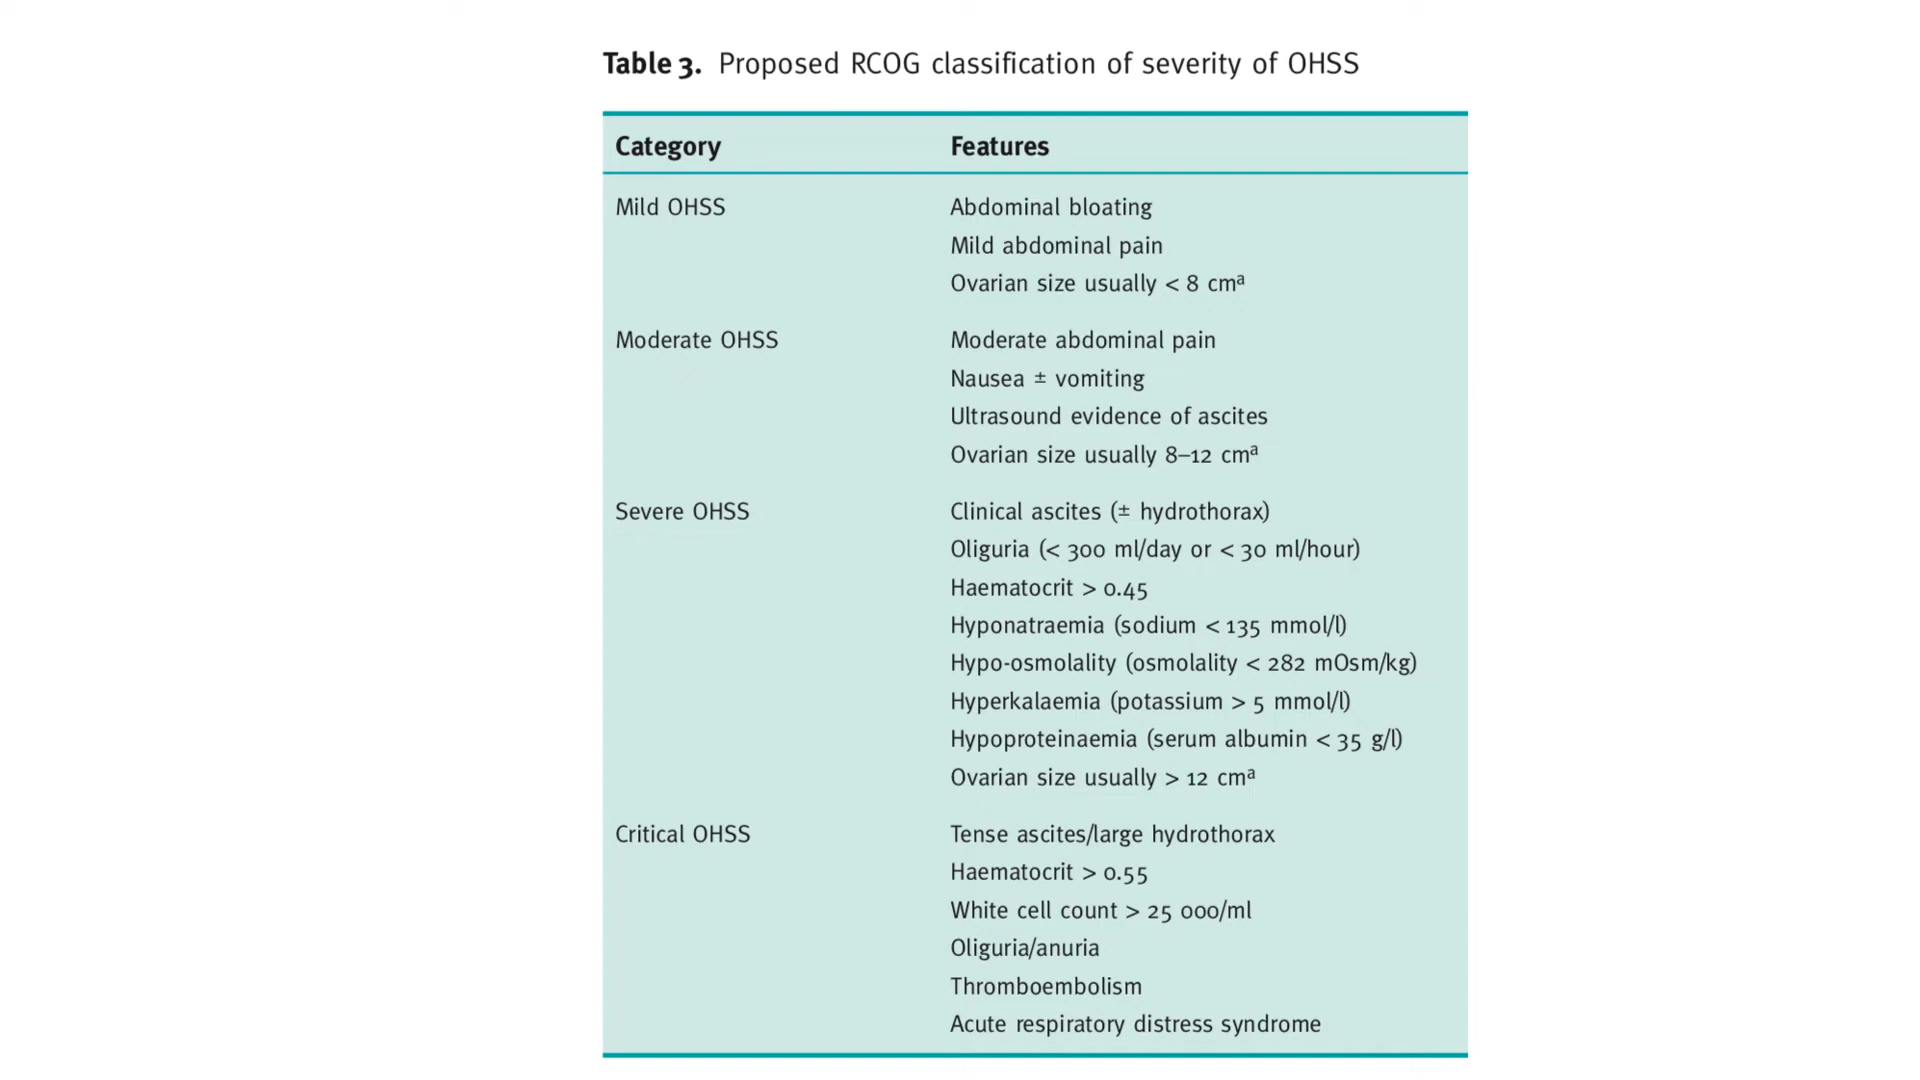 Table 3. Proposed RCOG classification of severity of OHSS
Category Features
Mild OHSS Abdominal bloating
Mild abdominal pain
Ovarian size usually < 8 cmᵃ
Moderate OHSS Moderate abdominal pain
Nausea ± vomiting
Ultrasound evidence of ascites
Ovarian size usually 8–12 cmᵃ
Severe OHSS Clinical ascites (± hydrothorax)
Oliguria (< 300 ml/day or < 30 ml/hour)
Haematocrit > 0.45
Hyponatraemia (sodium < 135 mmol/l)
Hypo-osmolality (osmolality < 282 mOsm/kg)
Hyperkalaemia (potassium > 5 mmol/l)
Hypoproteinaemia (serum albumin < 35 g/l)
Ovarian size usually > 12 cmᵃ
Critical OHSS Tense ascites/large hydrothorax
Haematocrit > 0.55
White cell count > 25 000/ml
Oliguria/anuria
Thromboembolism
Acute respiratory distress syndrome